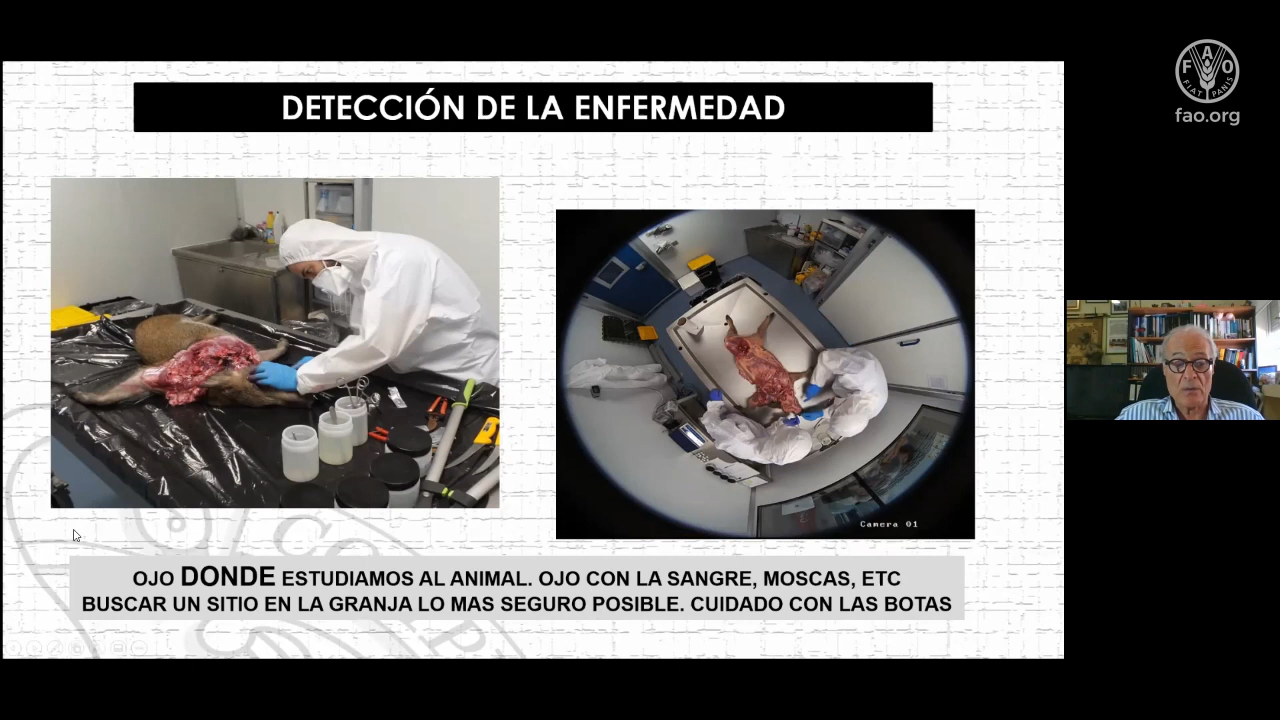 DETECCIÓN DE LA ENFERMEDAD
FAO
FIAT PANIS
fao.org
Camera 01
OJO DONDE ESTUDIAMOS AL ANIMAL. OJO CON LA SANGRE, MOSCAS, ETC
BUSCAR UN SITIO EN LA GRANJA LO MAS SEGURO POSIBLE. CUIDADO CON LAS BOTAS